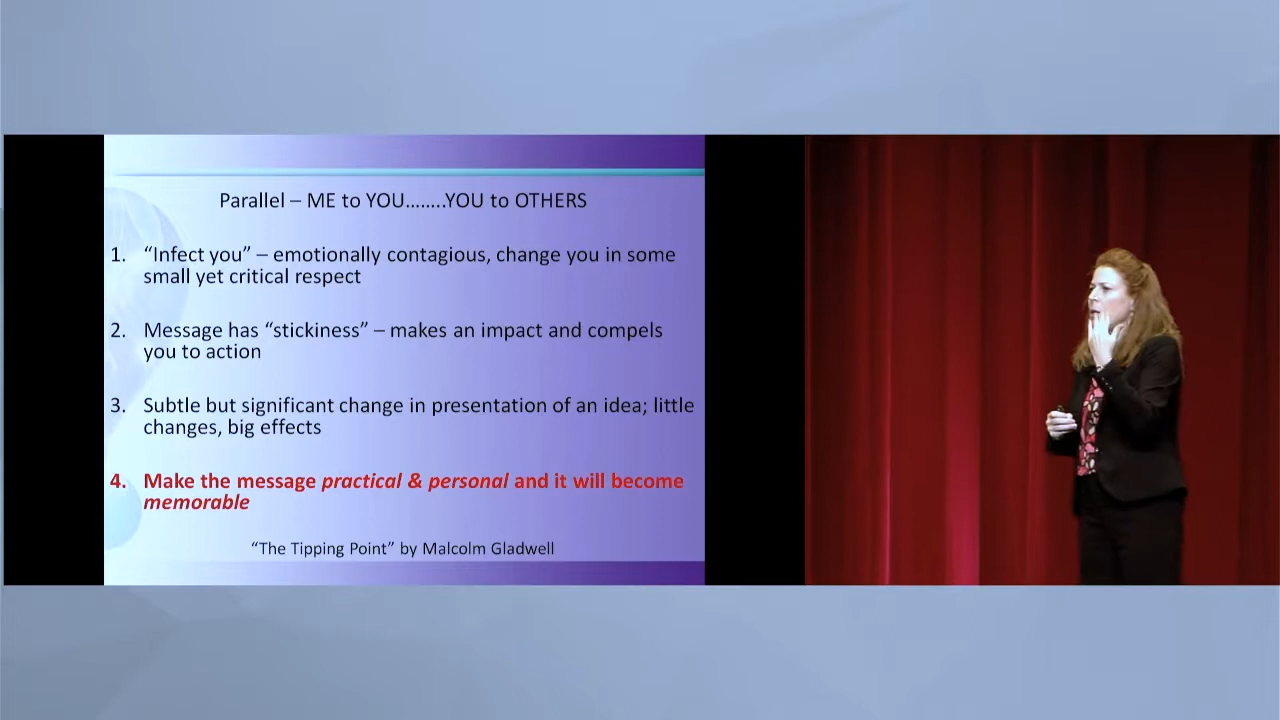 Parallel – ME to YOU........YOU to OTHERS
1. “Infect you” – emotionally contagious, change you in some
small yet critical respect
2. Message has “stickiness” – makes an impact and compels
you to action
3. Subtle but significant change in presentation of an idea; little
changes, big effects
4. Make the message practical & personal and it will become
memorable
“The Tipping Point” by Malcolm Gladwell